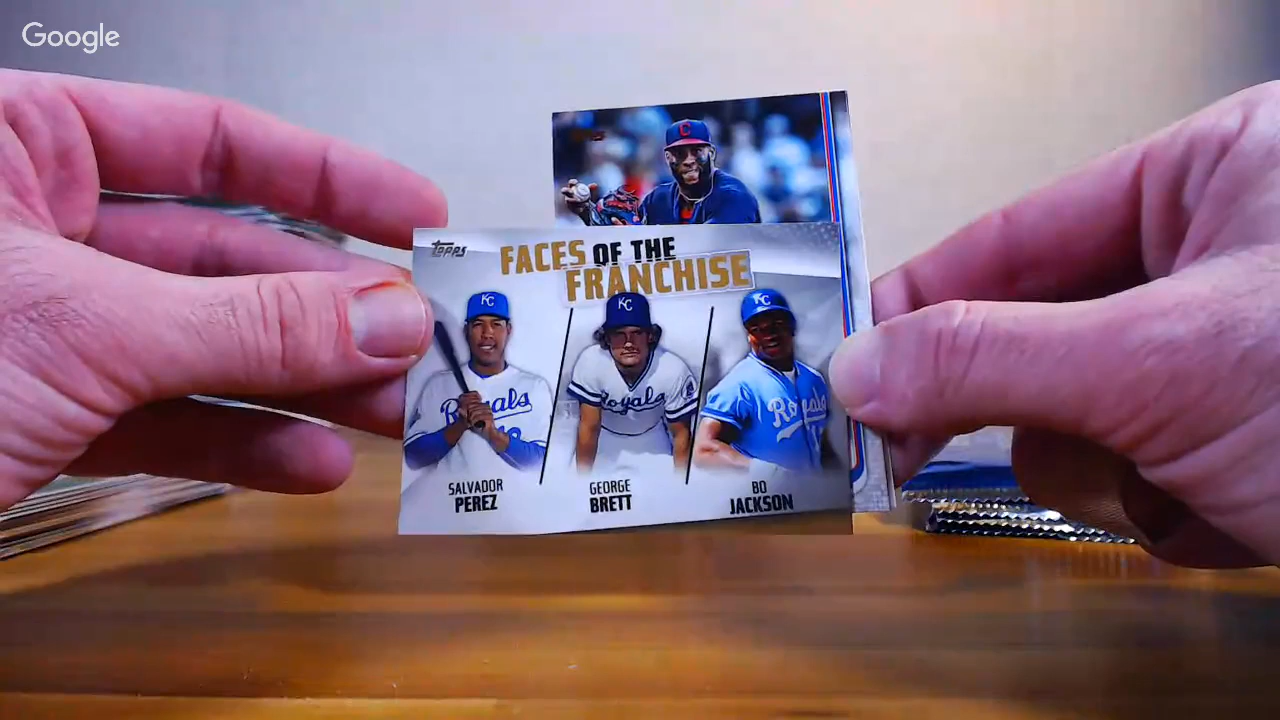 Google
C
Topps
FACES OF THE
FRANCHISE
KC
KC
KC
Royals
Royals
Royals
SALVADOR
PEREZ
GEORGE
BRETT
BO
JACKSON